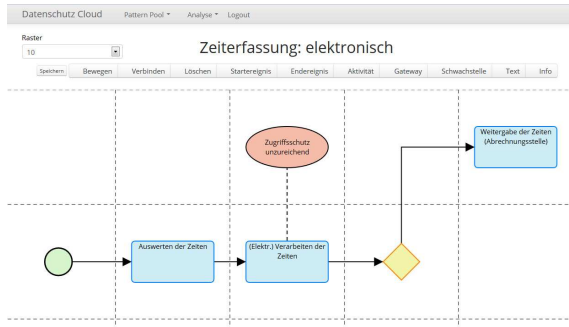 Datenschutz Cloud Pattern Pool Analyse Logout
Raster
10
Zeiterfassung: elektronisch
Speichern Bewegen Verbinden Löschen Startereignis Endereignis Aktivität Gateway Schwachstelle Text Info
Zugriffsschutz
unzureichend
Weitergabe der Zeiten
(Abrechnungsstelle)
Auswerten der Zeiten
(Elektr.) Verarbeiten der
Zeiten